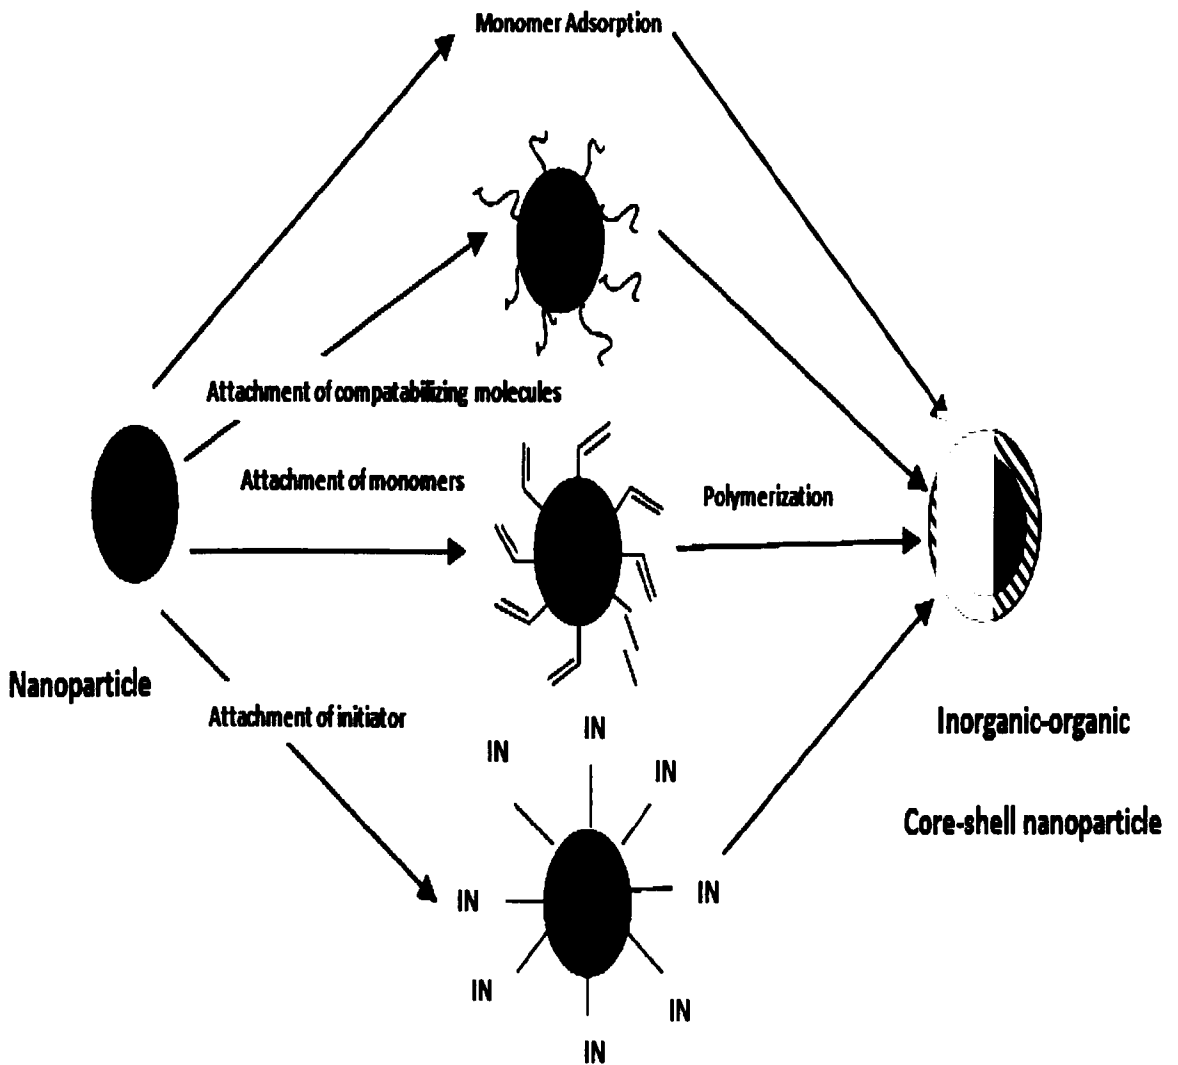 Monomer Adsorption
Attachment of compatabilizing molecules
Attachment of monomers
Polymerization
Nanoparticle
Attachment of initiator
Inorganic-organic
Core-shell nanoparticle
IN
IN
IN
IN
IN
IN
IN
IN